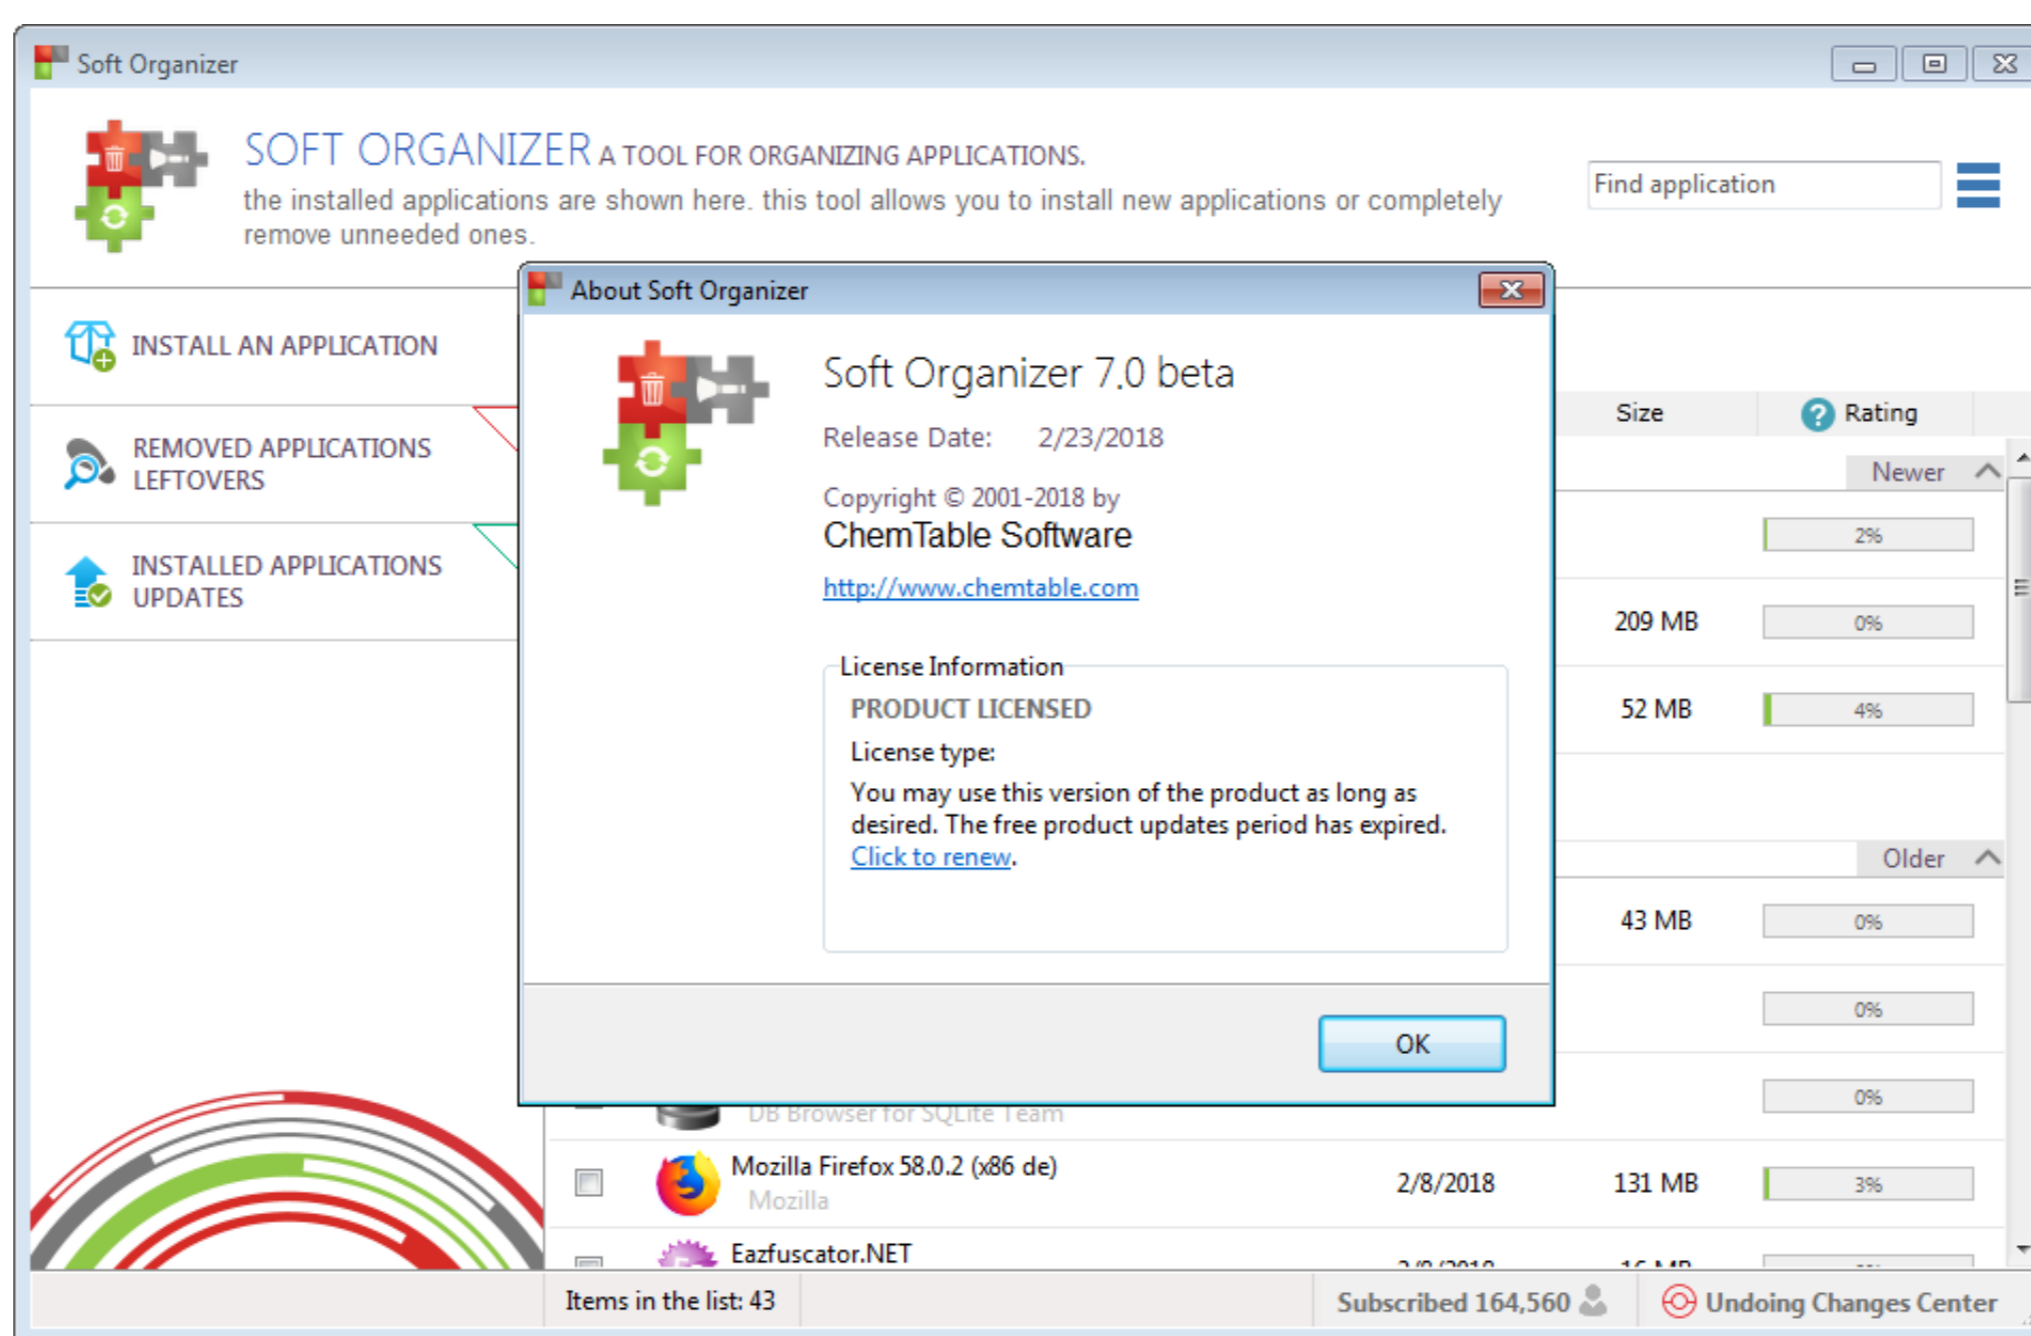 Soft Organizer
SOFT ORGANIZER A TOOL FOR ORGANIZING APPLICATIONS.
the installed applications are shown here. this tool allows you to install new applications or completely
remove unneeded ones.
Find application
INSTALL AN APPLICATION
REMOVED APPLICATIONS
LEFTOVERS
INSTALLED APPLICATIONS
UPDATES
About Soft Organizer
Soft Organizer 7.0 beta
Release Date: 2/23/2018
Copyright © 2001-2018 by
ChemTable Software
http://www.chemtable.com
License Information
PRODUCT LICENSED
License type:
You may use this version of the product as long as
desired. The free product updates period has expired.
Click to renew.
OK
Size ? Rating
Newer
2%
209 MB 0%
52 MB 4%
Older
43 MB 0%
0%
0%
DB Browser for SQLite Team
Mozilla Firefox 58.0.2 (x86 de)
Mozilla
2/8/2018 131 MB 3%
Eazfuscator.NET
Items in the list: 43
Subscribed 164,560
Undoing Changes Center